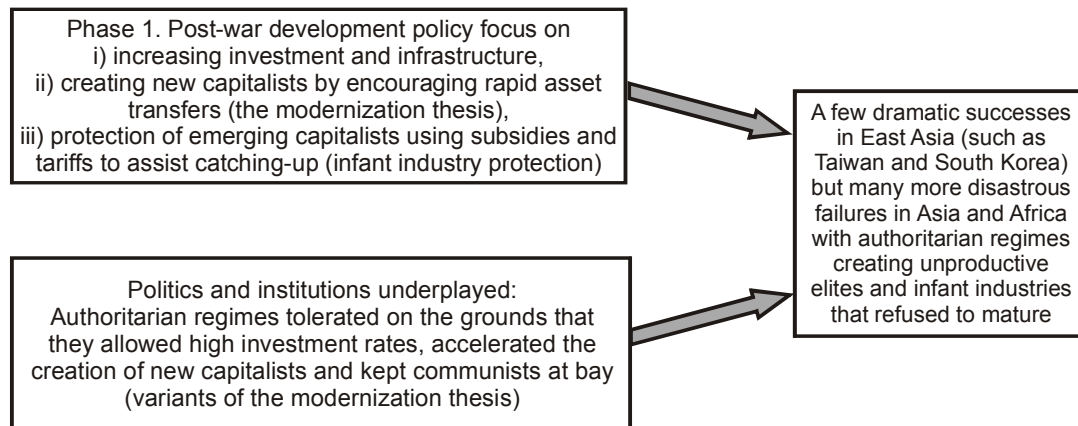 Phase 1. Post-war development policy focus on
i) increasing investment and infrastructure,
ii) creating new capitalists by encouraging rapid asset
transfers (the modernization thesis),
iii) protection of emerging capitalists using subsidies and
tariffs to assist catching-up (infant industry protection)
Politics and institutions underplayed:
Authoritarian regimes tolerated on the grounds that
they allowed high investment rates, accelerated the
creation of new capitalists and kept communists at bay
(variants of the modernization thesis)
A few dramatic successes
in East Asia (such as
Taiwan and South Korea)
but many more disastrous
failures in Asia and Africa
with authoritarian regimes
creating unproductive
elites and infant industries
that refused to mature